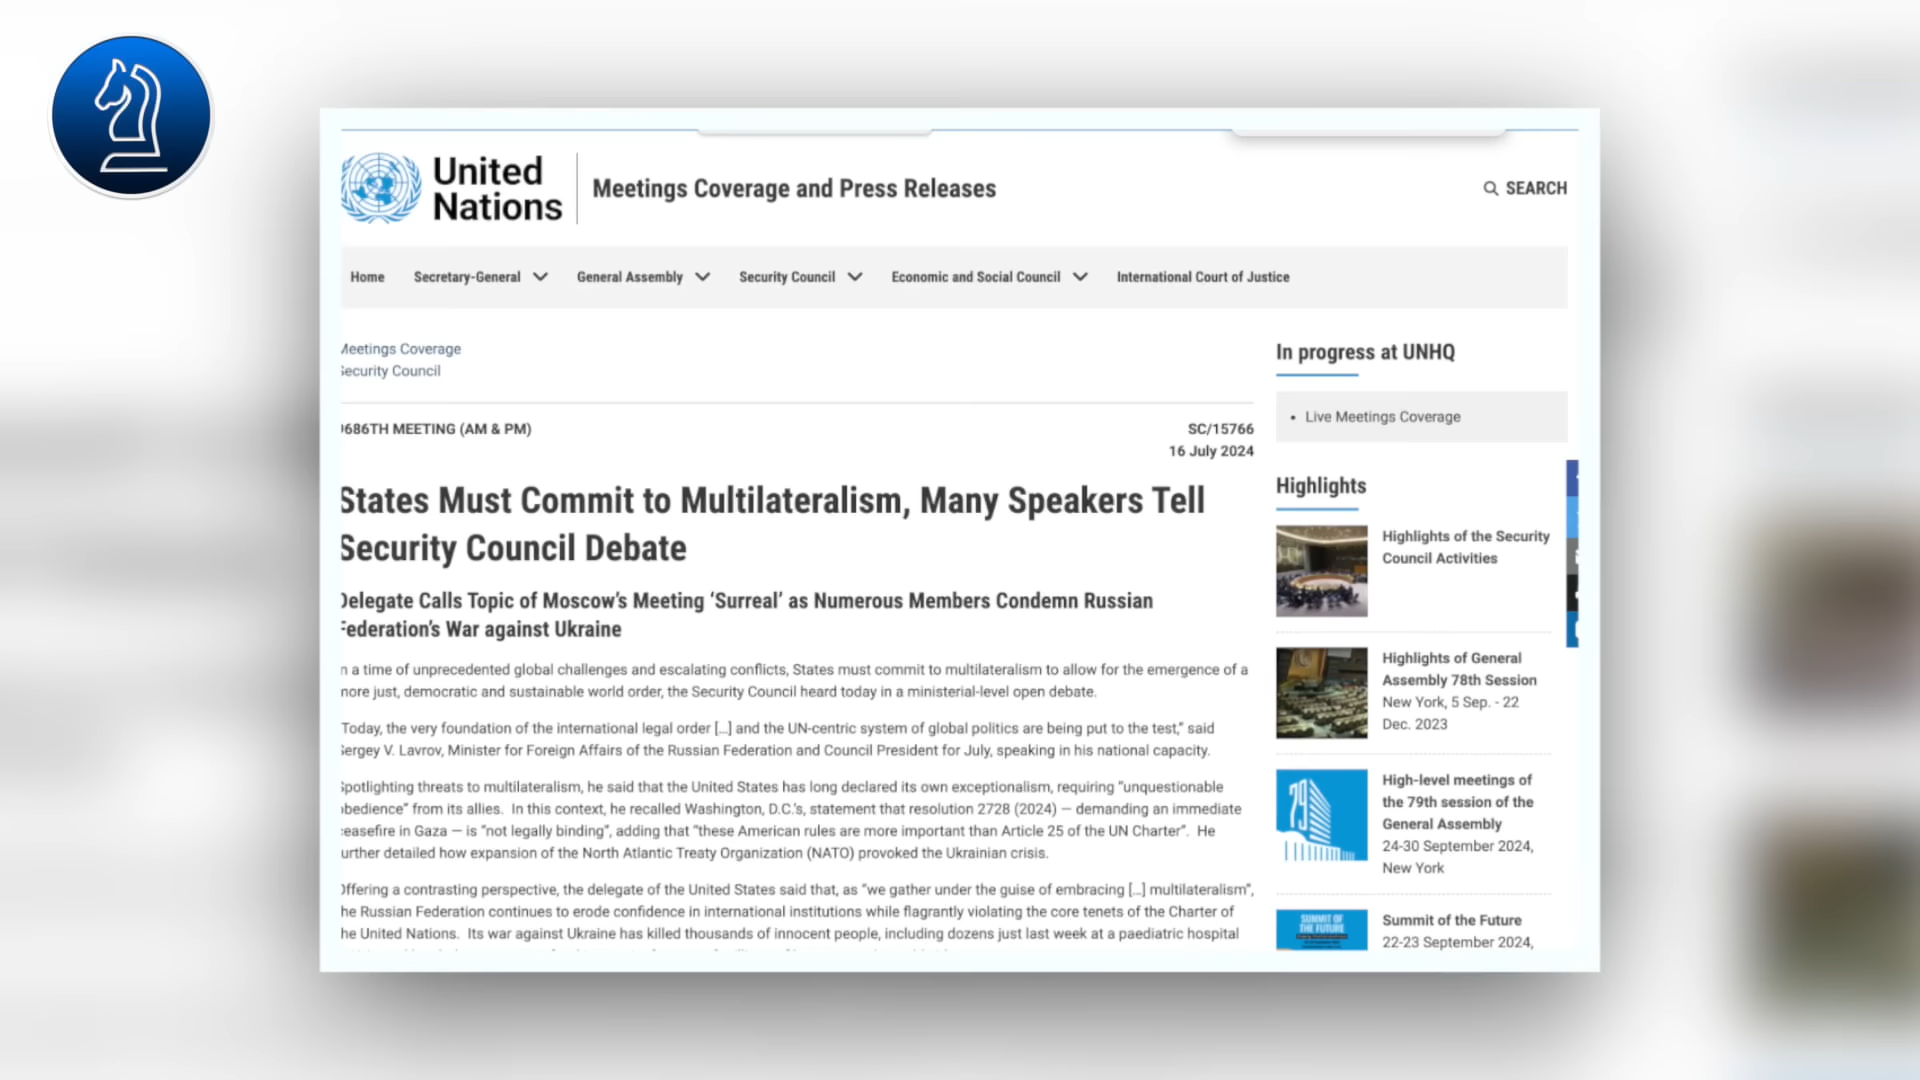 United
Nations
Meetings Coverage and Press Releases
SEARCH
Home Secretary-General General Assembly Security Council Economic and Social Council International Court of Justice
Meetings Coverage
Security Council
9686TH MEETING (AM & PM)
SC/15766
16 July 2024
States Must Commit to Multilateralism, Many Speakers Tell
Security Council Debate
Delegate Calls Topic of Moscow's Meeting ‘Surreal’ as Numerous Members Condemn Russian
Federation's War against Ukraine
In a time of unprecedented global challenges and escalating conflicts, States must commit to multilateralism to allow for the emergence of a
more just, democratic and sustainable world order, the Security Council heard today in a ministerial-level open debate.
“Today, the very foundation of the international legal order [...] and the UN-centric system of global politics are being put to the test,” said
Sergey V. Lavrov, Minister for Foreign Affairs of the Russian Federation and Council President for July, speaking in his national capacity.
Spotlighting threats to multilateralism, he said that the United States has long declared its own exceptionalism, requiring “unquestionable
obedience” from its allies. In this context, he recalled Washington, D.C.'s, statement that resolution 2728 (2024) — demanding an immediate
ceasefire in Gaza — is “not legally binding”, adding that “these American rules are more important than Article 25 of the UN Charter”. He
further detailed how expansion of the North Atlantic Treaty Organization (NATO) provoked the Ukrainian crisis.
Offering a contrasting perspective, the delegate of the United States said that, as “we gather under the guise of embracing [...] multilateralism”,
the Russian Federation continues to erode confidence in international institutions while flagrantly violating the core tenets of the Charter of
the United Nations. Its war against Ukraine has killed thousands of innocent people, including dozens just last week at a paediatric hospital
In progress at UNHQ
• Live Meetings Coverage
Highlights
Highlights of the Security
Council Activities
Highlights of General
Assembly 78th Session
New York, 5 Sep. - 22
Dec. 2023
79
High-level meetings of
the 79th session of the
General Assembly
24-30 September 2024,
New York
SUMMIT OF
THE FUTURE
Summit of the Future
22-23 September 2024,